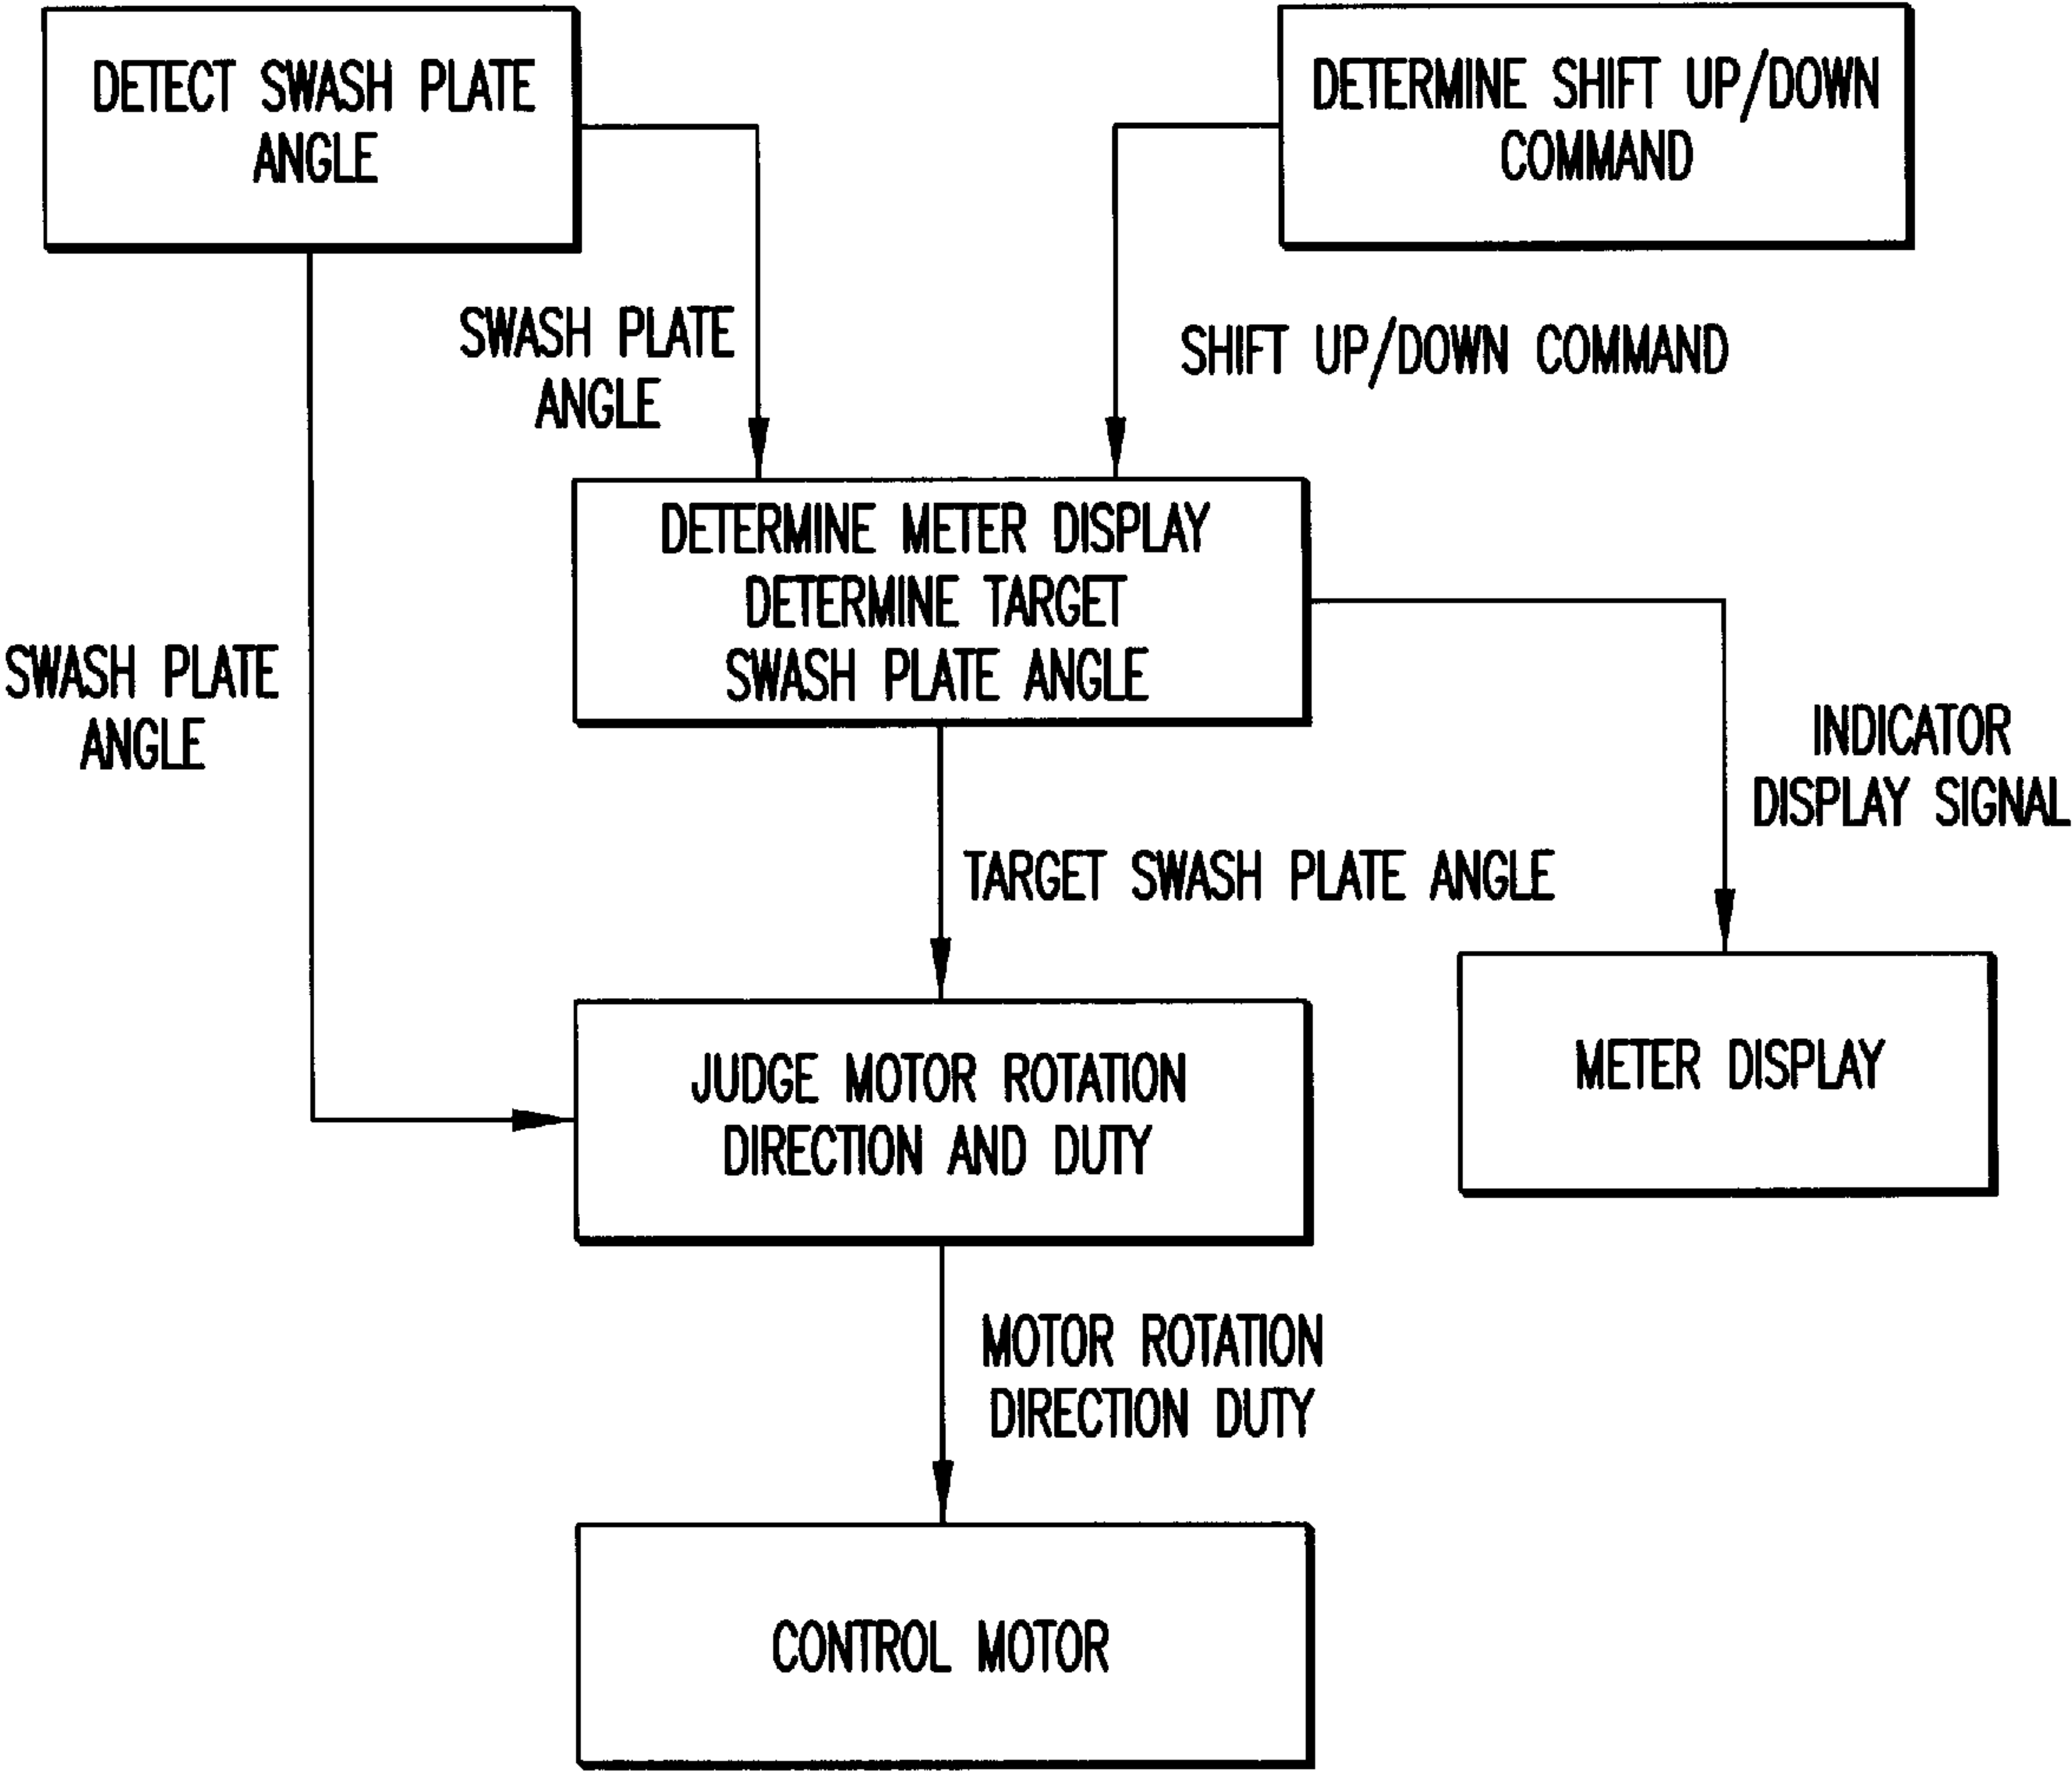 DETECT SWASH PLATE
ANGLE
DETERMINE SHIFT UP/DOWN
COMMAND
SWASH PLATE
ANGLE
SHIFT UP/DOWN COMMAND
DETERMINE METER DISPLAY
DETERMINE TARGET
SWASH PLATE ANGLE
SWASH PLATE
ANGLE
INDICATOR
DISPLAY SIGNAL
TARGET SWASH PLATE ANGLE
JUDGE MOTOR ROTATION
DIRECTION AND DUTY
METER DISPLAY
MOTOR ROTATION
DIRECTION DUTY
CONTROL MOTOR